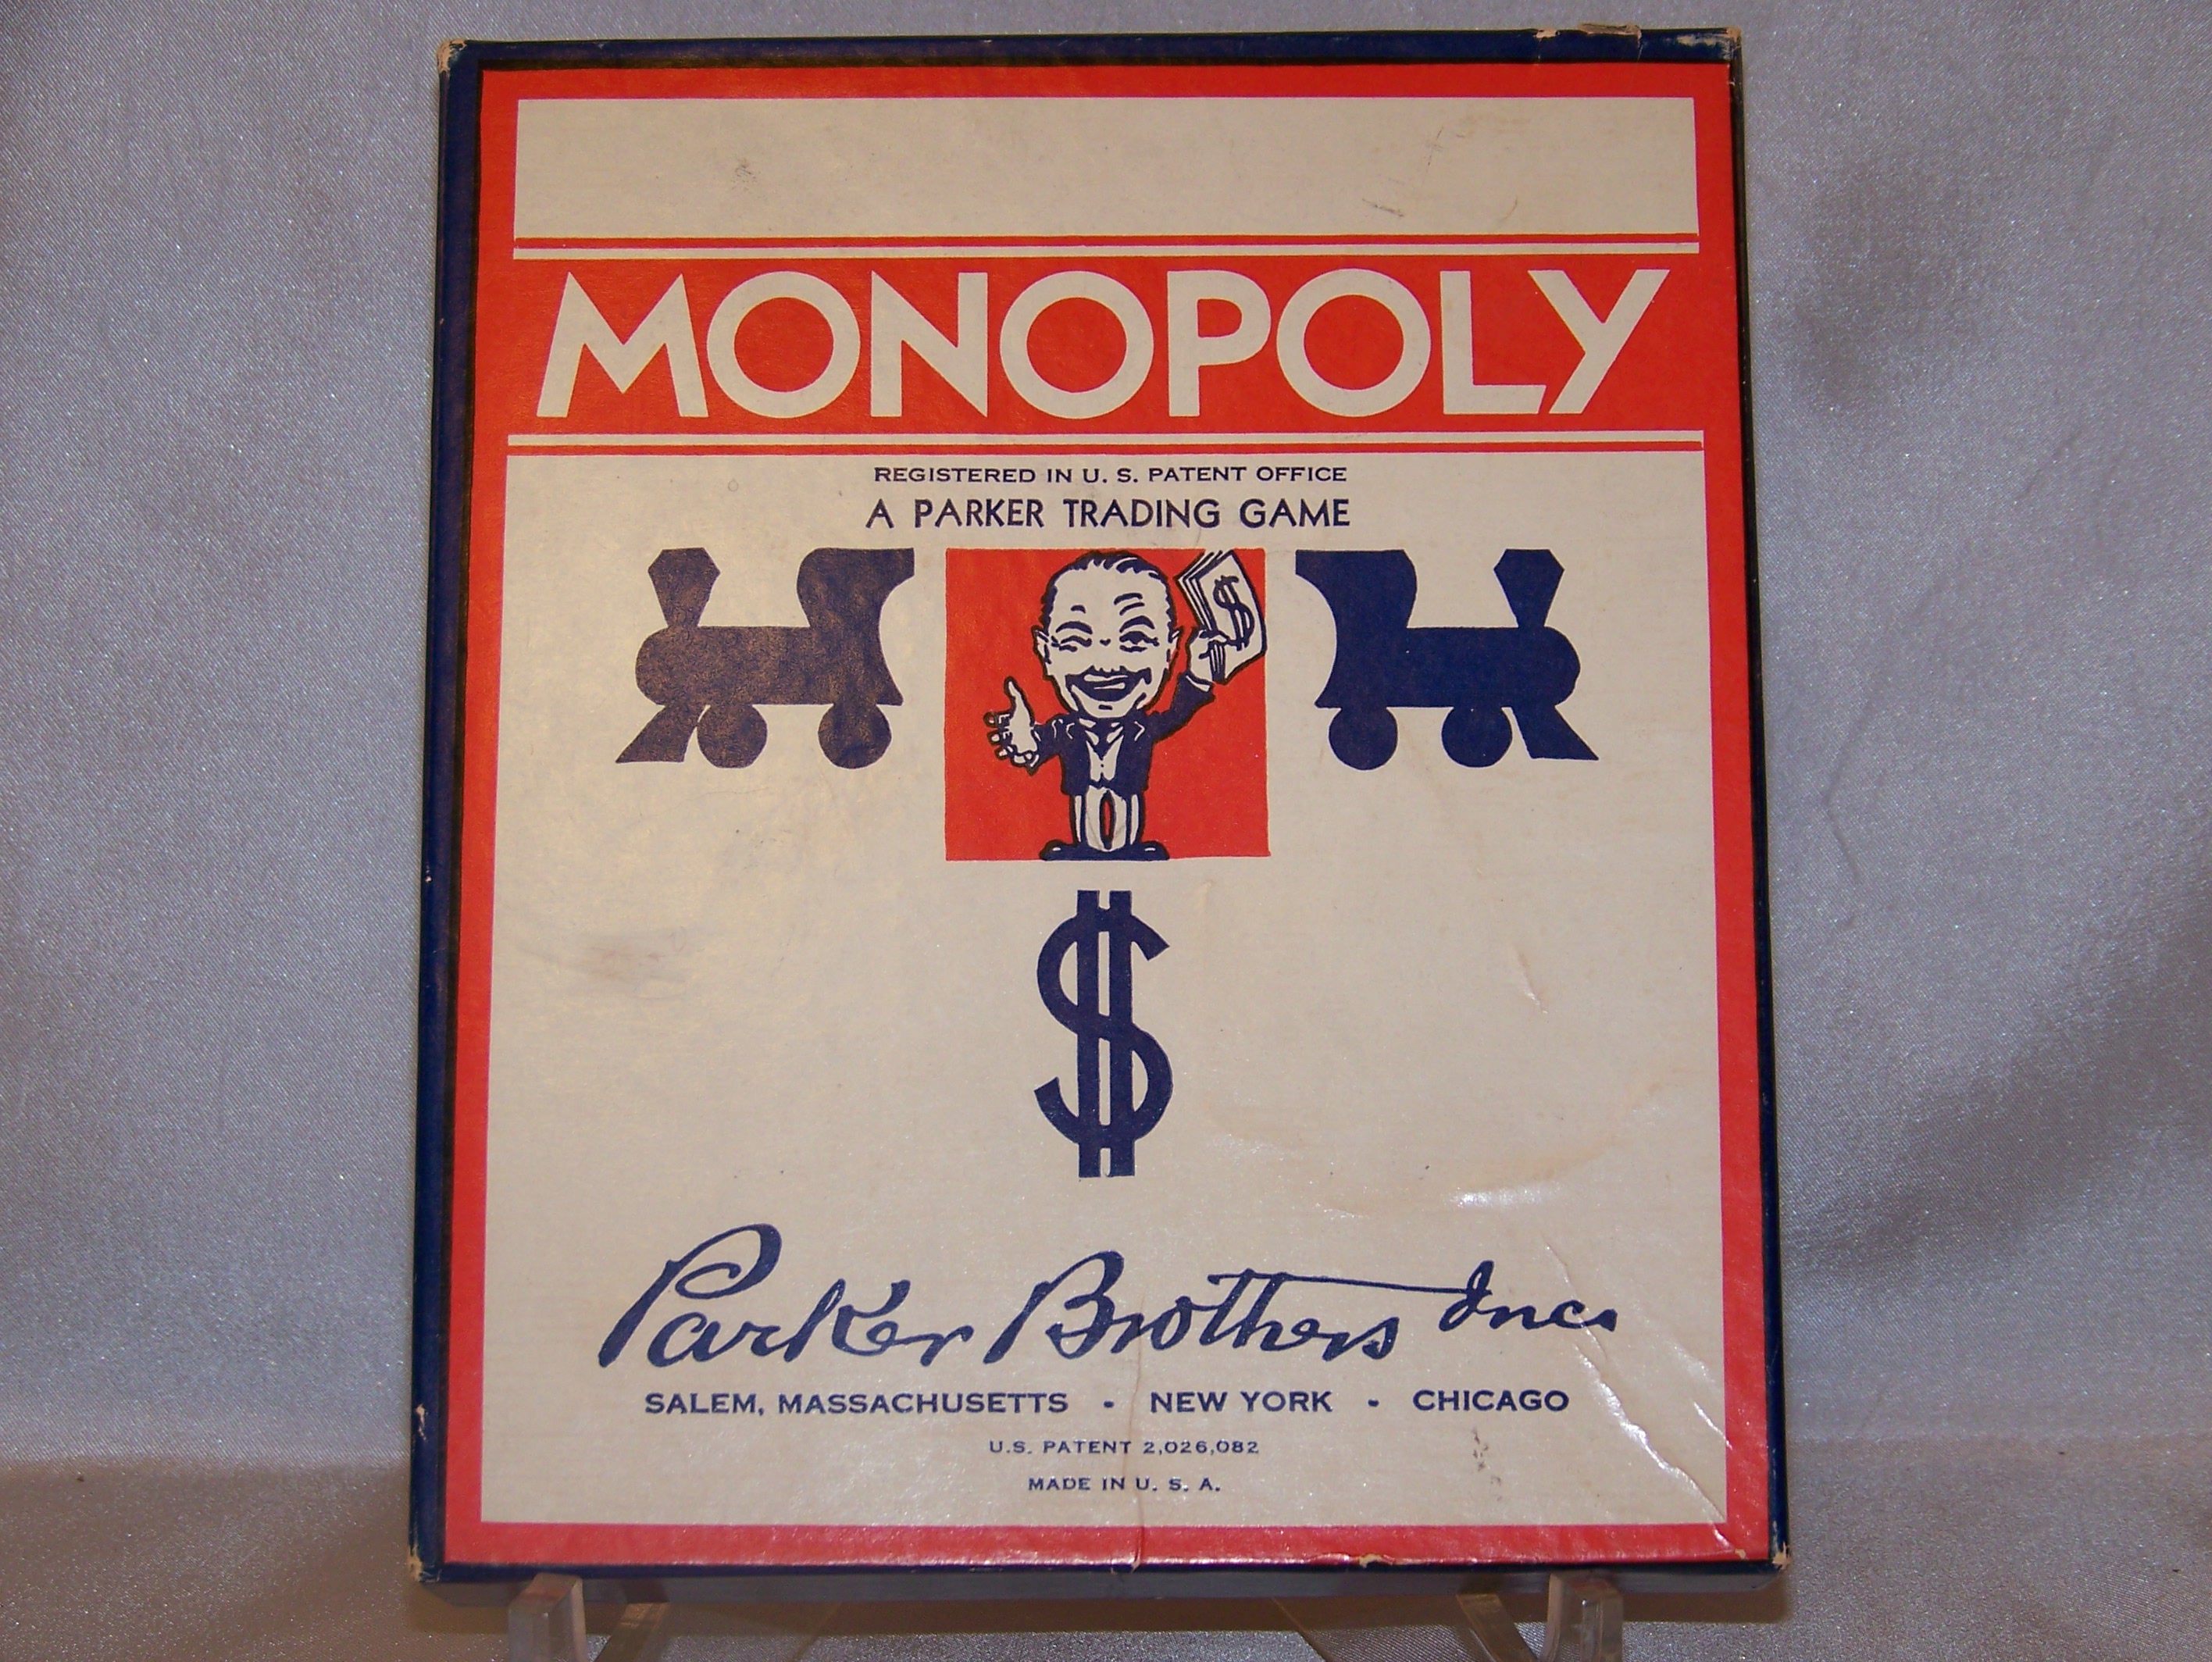 MONOPOLY
REGISTERED IN U. S. PATENT OFFICE
A PARKER TRADING GAME
$
$
Parker Brothers Inc.
SALEM, MASSACHUSETTS - NEW YORK - CHICAGO
U.S. PATENT 2,026,082
MADE IN U. S. A.